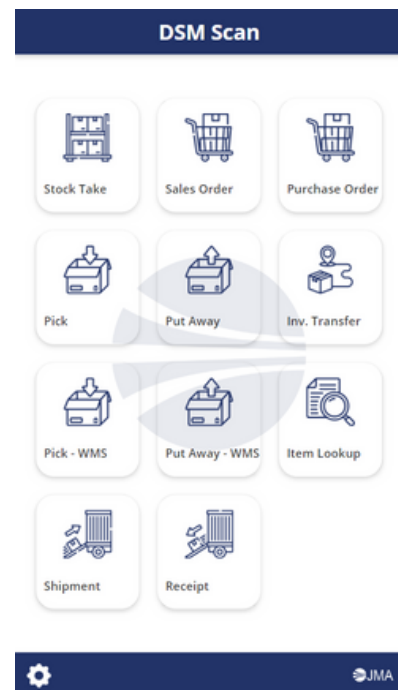 DSM Scan
Stock Take
Sales Order
Purchase Order
Pick
Put Away
Inv. Transfer
Pick - WMS
Put Away - WMS
Item Lookup
Shipment
Receipt
JMA